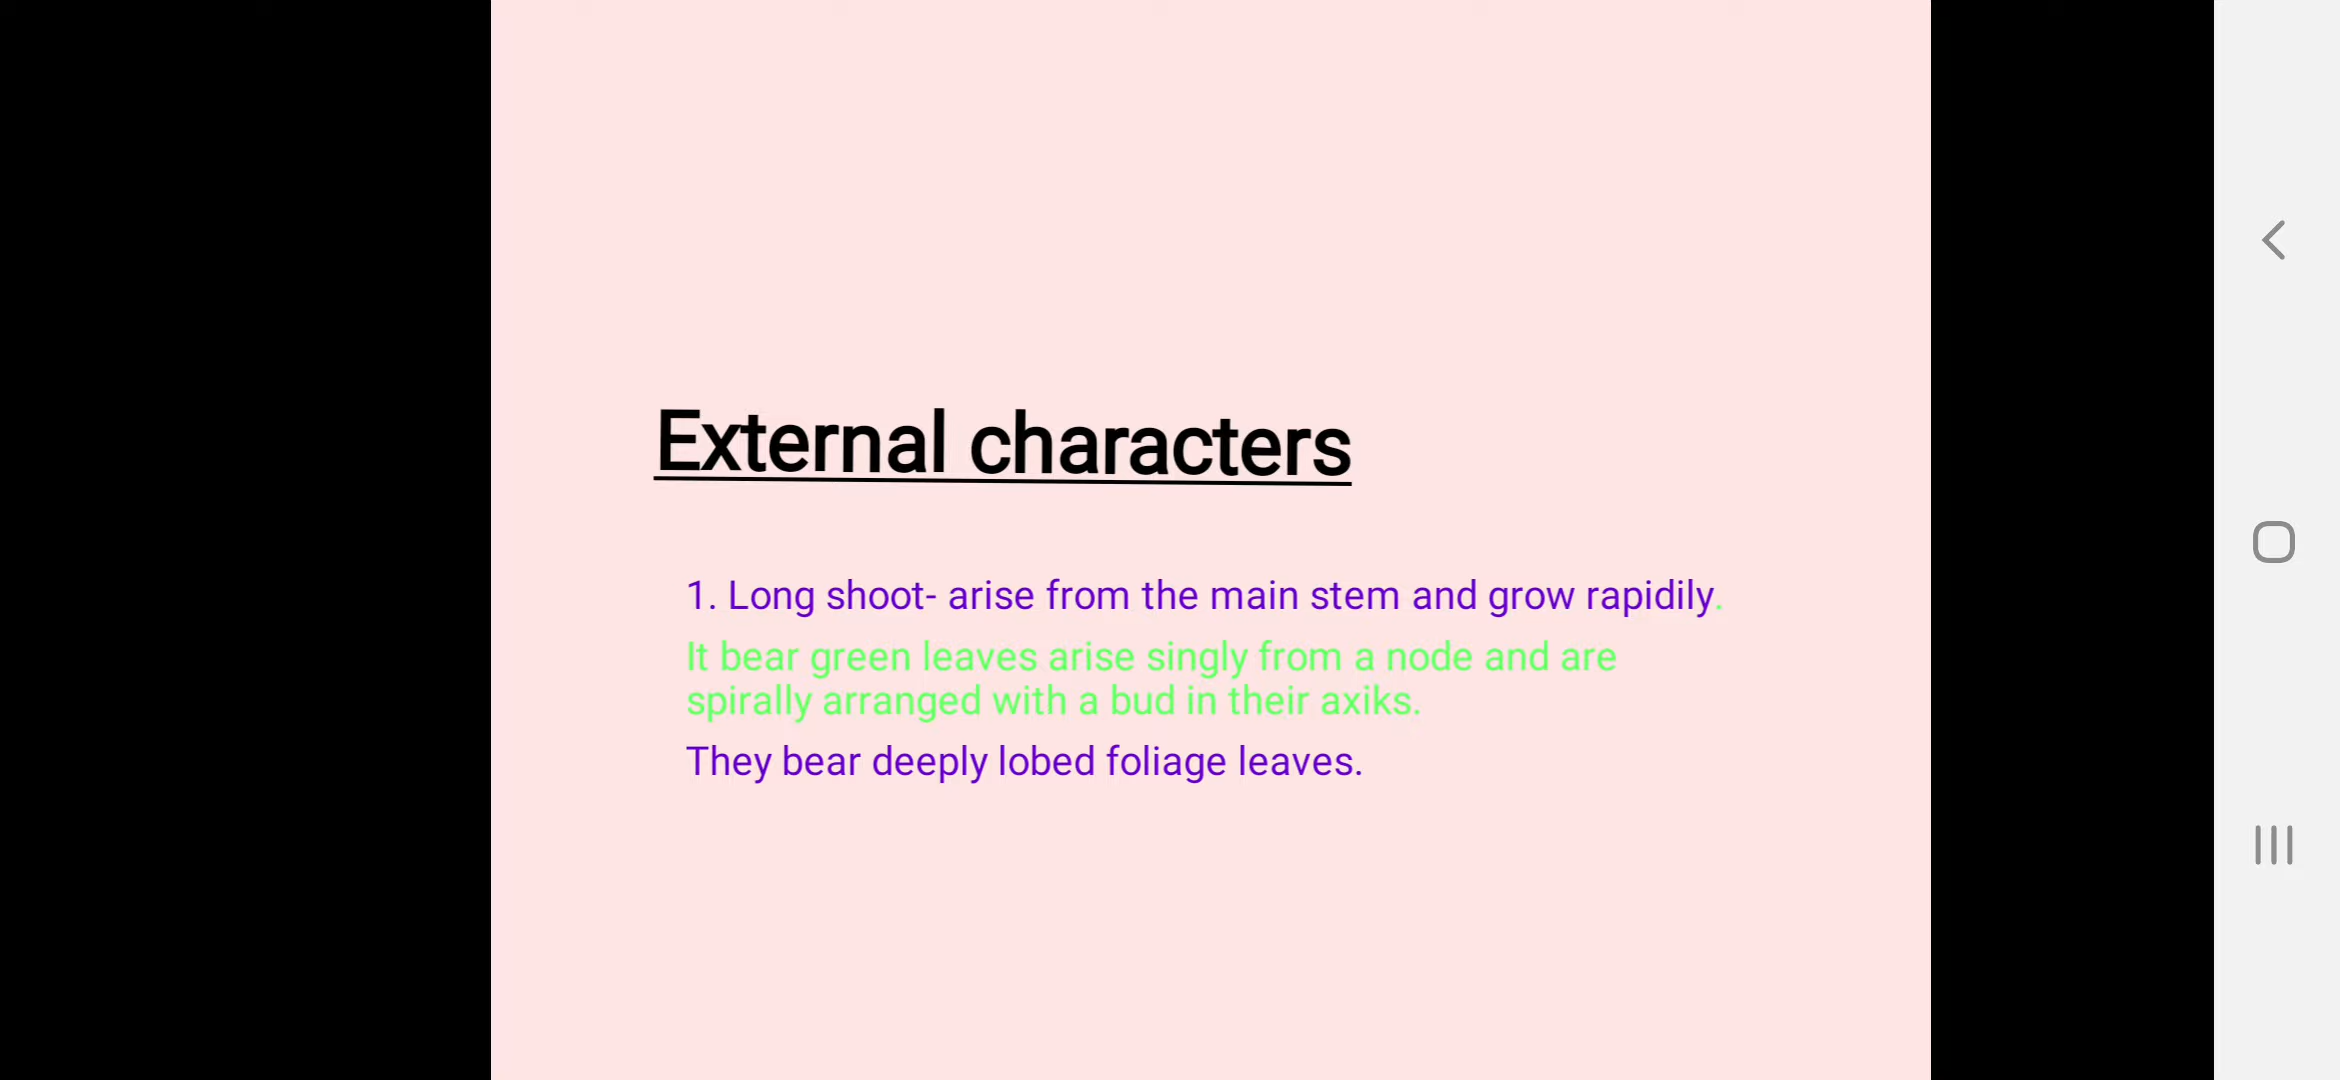 External characters
1. Long shoot- arise from the main stem and grow rapidily.
It bear green leaves arise singly from a node and are
spirally arranged with a bud in their axiks.
They bear deeply lobed foliage leaves.